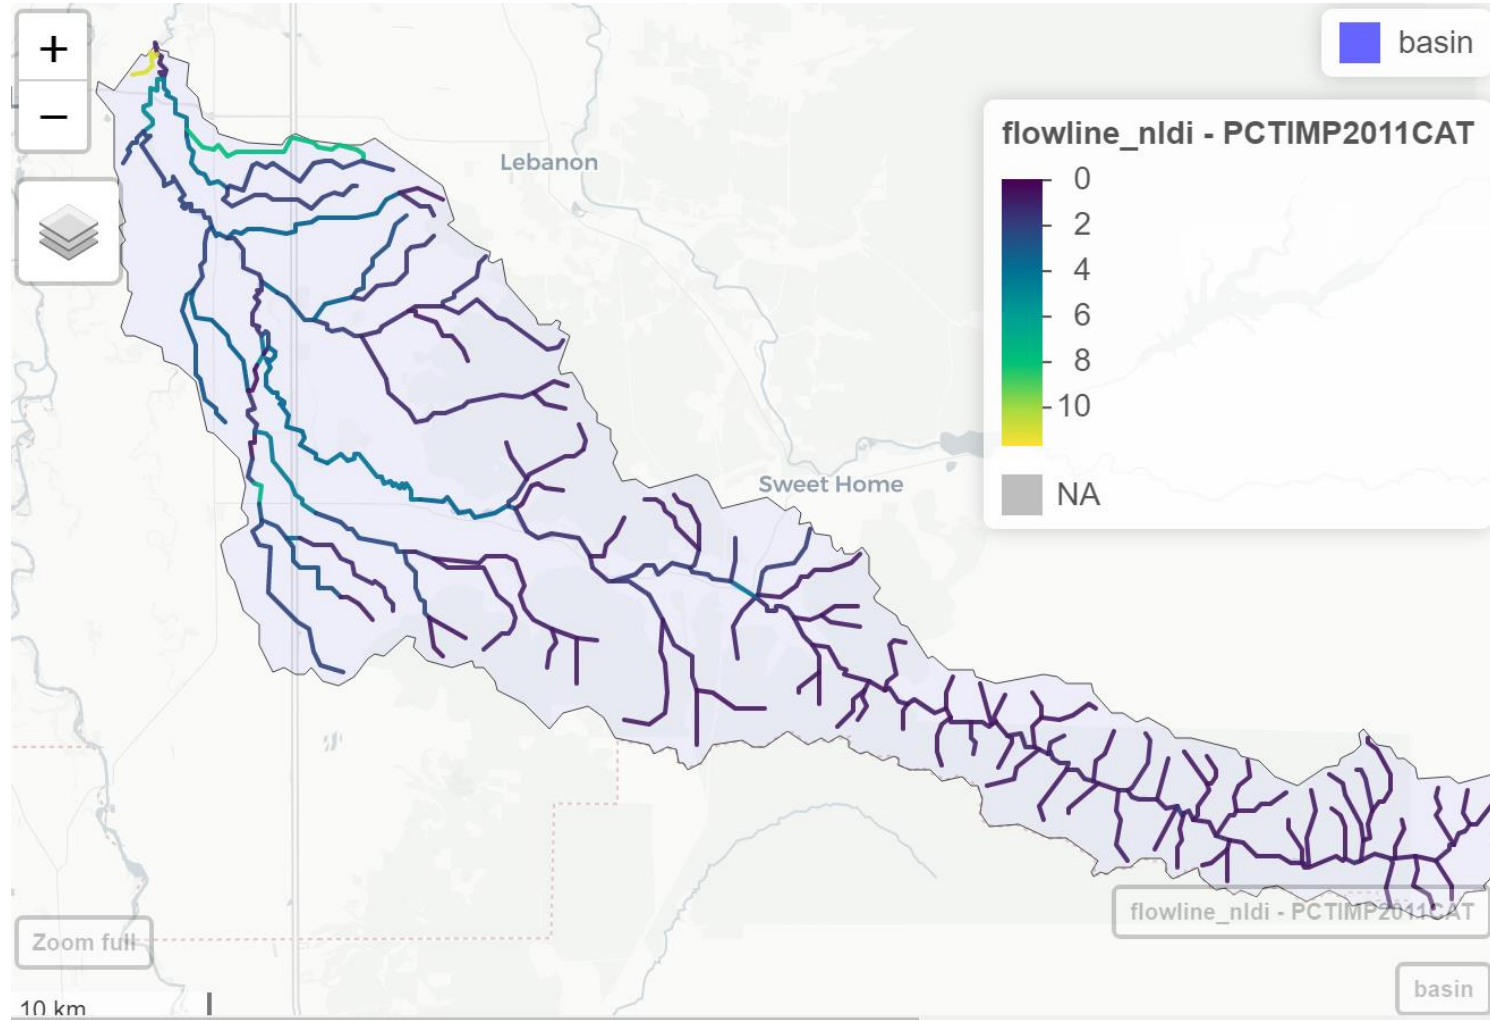 +
−
basin
flowline_nldi - PCTIMP2011CAT
0
2
4
6
8
10
NA
Lebanon
Sweet Home
flowline_nldi - PCTIMP2011CAT
Zoom full
basin
10 km